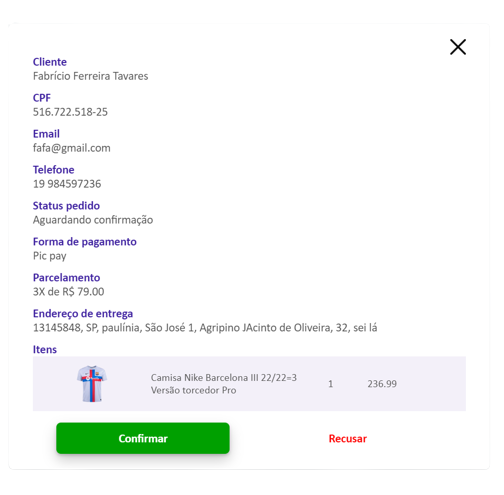 Cliente
Fabrício Ferreira Tavares
CPF
516.722.518-25
Email
fafa@gmail.com
Telefone
19 984597236
Status pedido
Aguardando confirmação
Forma de pagamento
Pic pay
Parcelamento
3X de R$ 79.00
Endereço de entrega
13145848, SP, paulínia, São José 1, Agripino JAcinto de Oliveira, 32, sei lá
Itens
Camisa Nike Barcelona III 22/22=3 1 236.99
Versão torcedor Pro
Confirmar Recusar